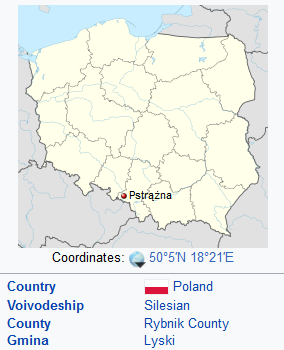 Pstrążna
Coordinates: 50°5′N 18°21′E
Country Poland
Voivodeship Silesian
County Rybnik County
Gmina Lyski